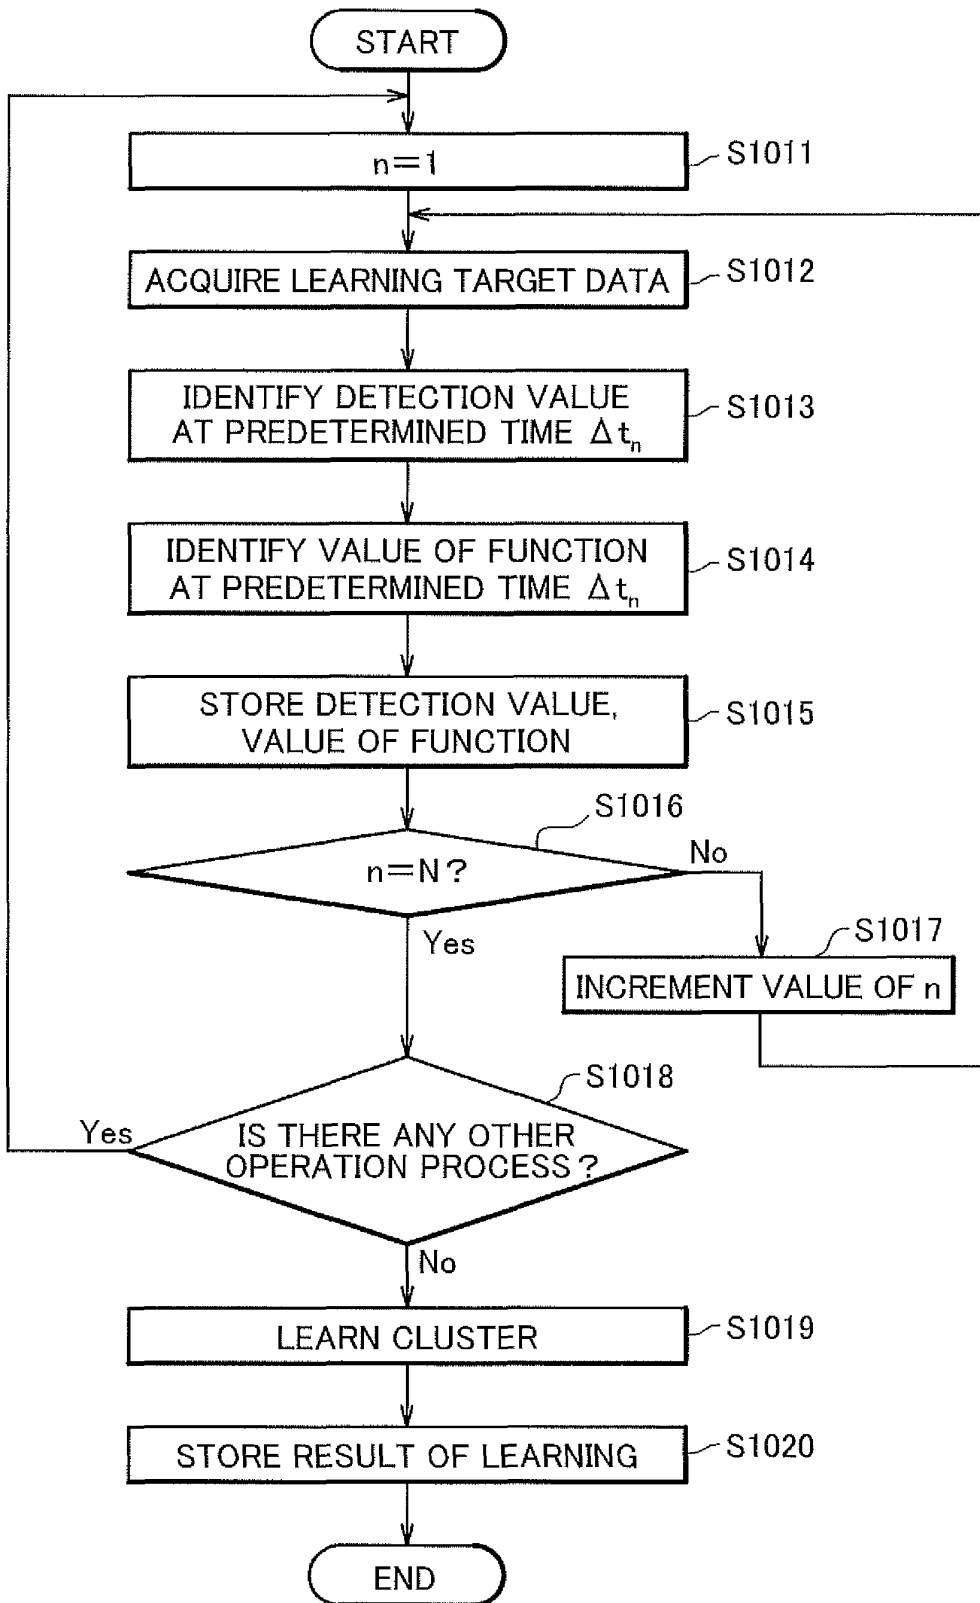 START
n=1
S1011
ACQUIRE LEARNING TARGET DATA
S1012
IDENTIFY DETECTION VALUE
AT PREDETERMINED TIME Δtₙ
S1013
IDENTIFY VALUE OF FUNCTION
AT PREDETERMINED TIME Δtₙ
S1014
STORE DETECTION VALUE,
VALUE OF FUNCTION
S1015
S1016
n=N?
No
Yes
S1017
INCREMENT VALUE OF n
S1018
Yes
IS THERE ANY OTHER
OPERATION PROCESS?
No
LEARN CLUSTER
S1019
STORE RESULT OF LEARNING
S1020
END